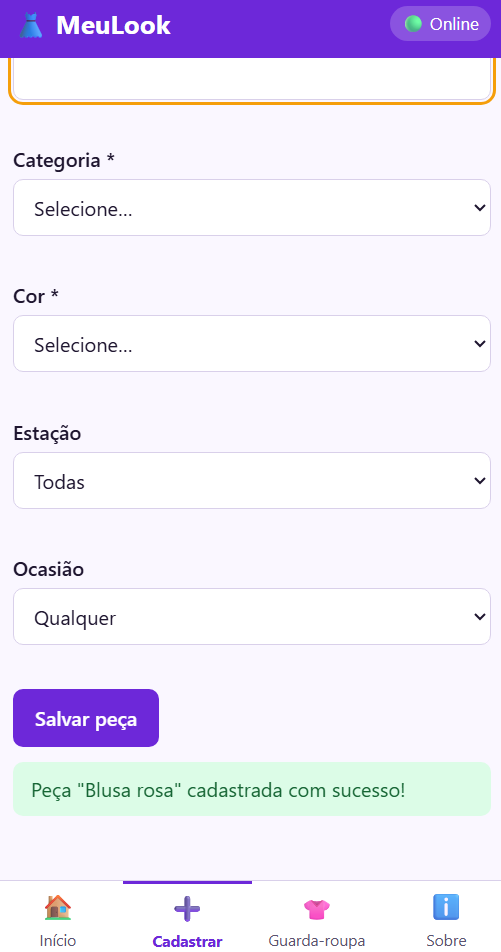 MeuLook
Online
Categoria *
Selecione...
Cor *
Selecione...
Estação
Todas
Ocasião
Qualquer
Salvar peça
Peça "Blusa rosa" cadastrada com sucesso!
Início
Cadastrar
Guarda-roupa
Sobre